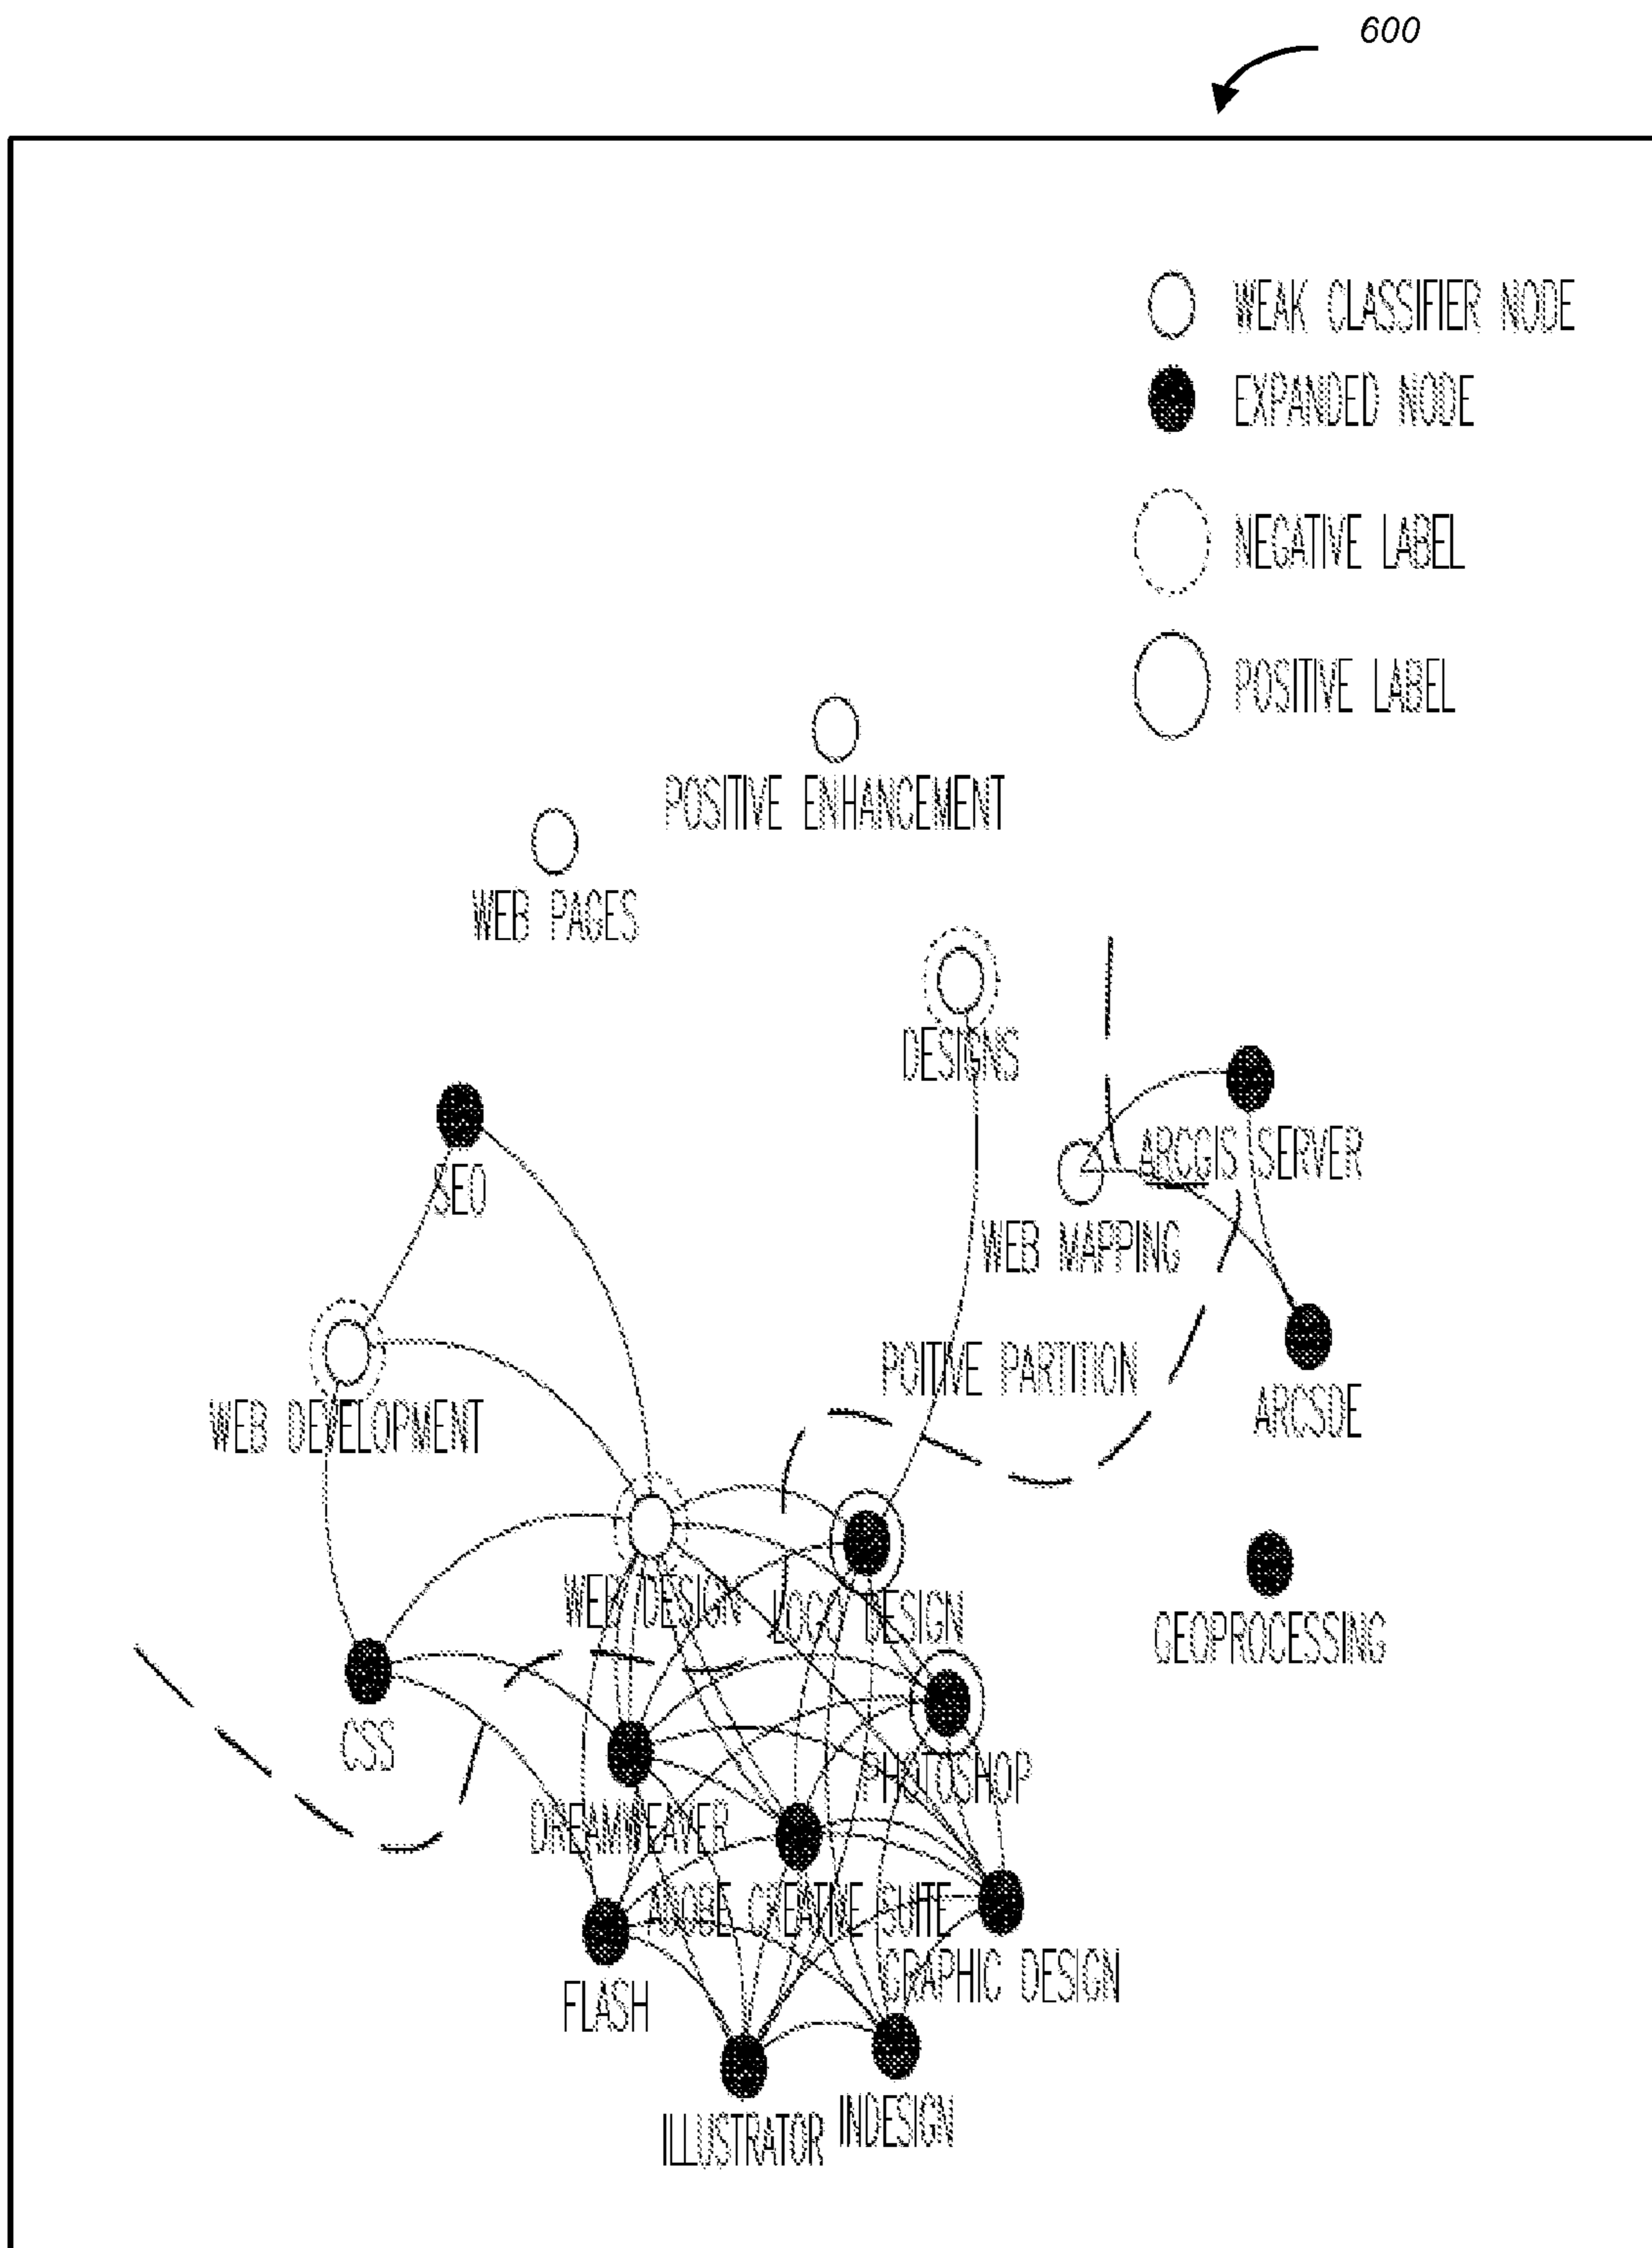 600
WEAK CLASSIFIER NODE
EXPANDED NODE
NEGATIVE LABEL
POSITIVE LABEL
POSITIVE ENHANCEMENT
WEB PAGES
DESIGNS
ARCGIS SERVER
SEO
WEB MAPPING
POITIVE PARTITION
ARCSDE
WEB DEVELOPMENT
WEB DESIGN
LOGO DESIGN
GEOPROCESSING
CSS
PHOTOSHOP
DREAMWEAVER
ADOBE CREATIVE SUITE
GRAPHIC DESIGN
FLASH
INDESIGN
ILLUSTRATOR